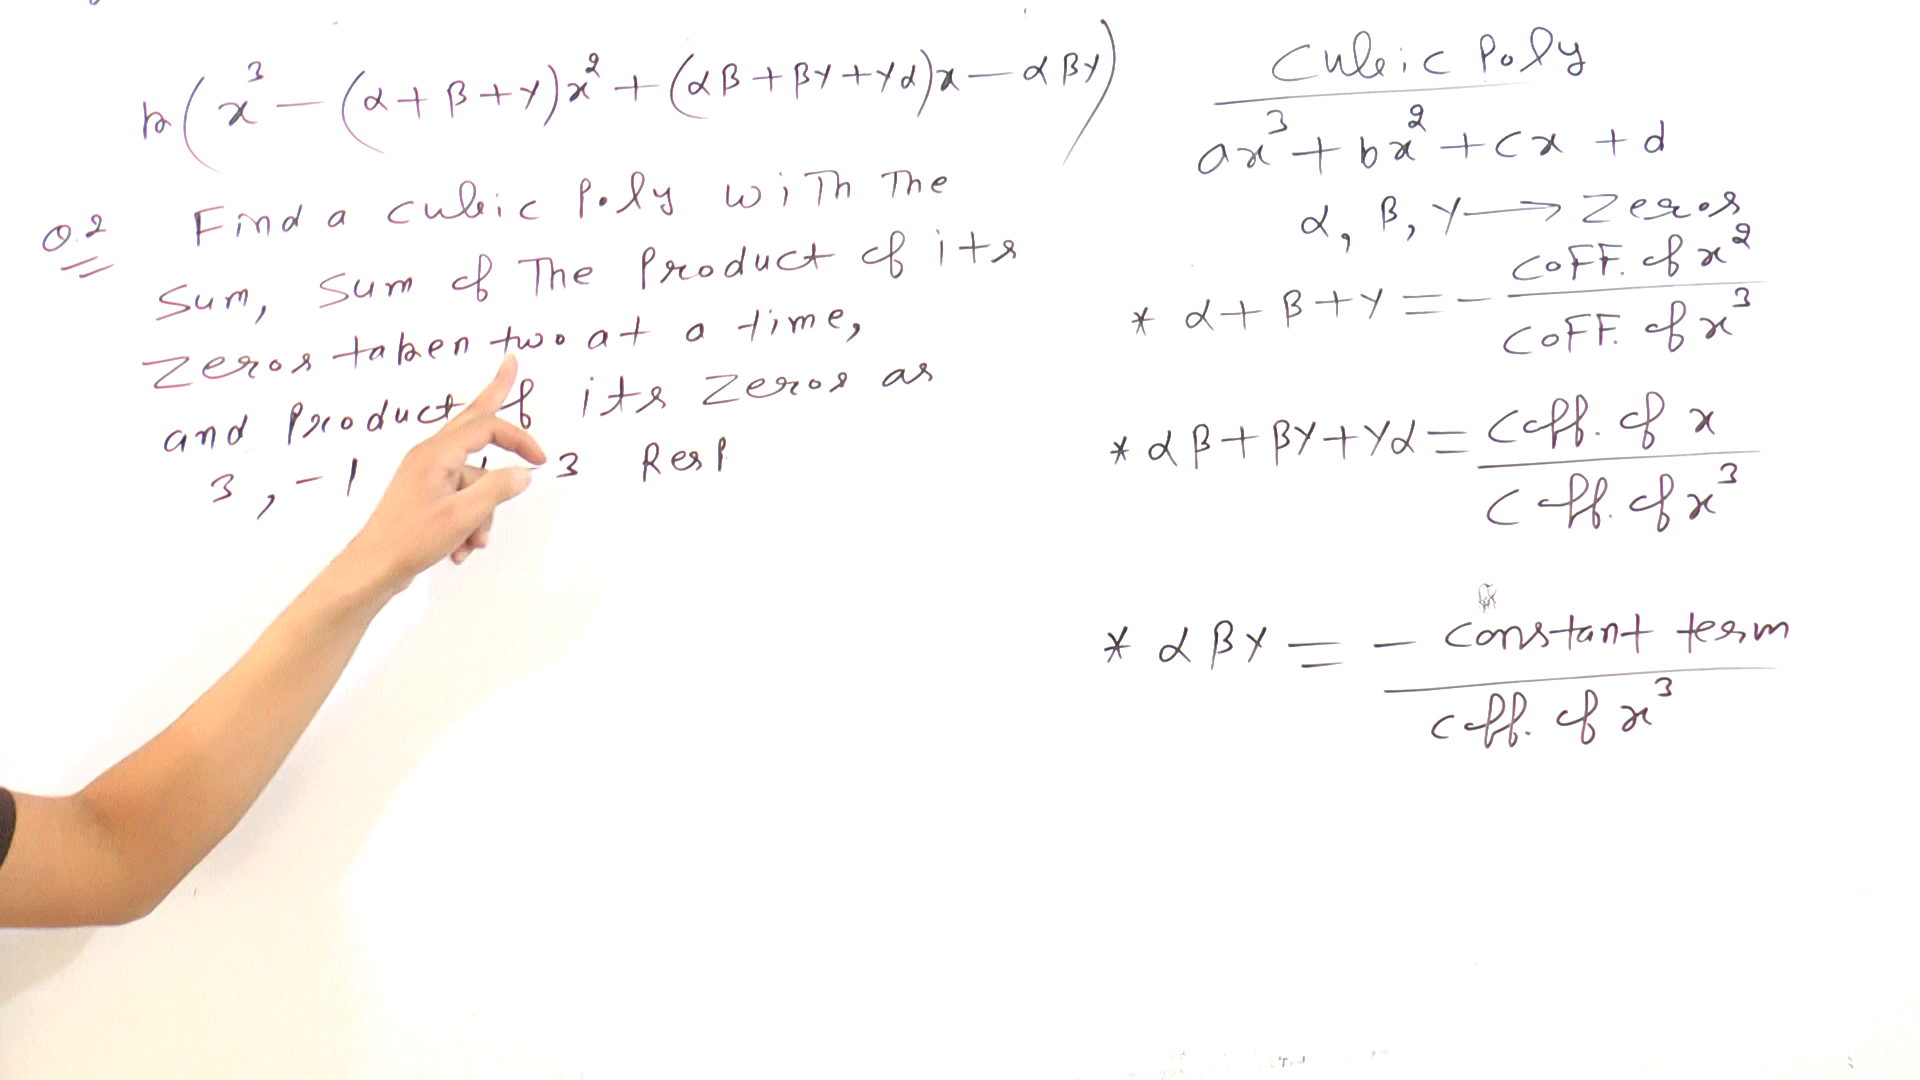 k(x³ - (α + β + γ)x² + (αβ + βγ + γα)x - αβγ)
Q.2 Find a cubic Poly with The
Sum, Sum of The Product of its
Zeros taken two at a time,
and Product of its Zeros as
3, -1 -3 Resp
Cubic Poly
ax³ + bx² + cx + d
α, β, γ → Zeros
* α + β + γ = - COFF. of x² / COFF. of x³
* αβ + βγ + γα = Coff. of x / Coff. of x³
* αβγ = - Constant term / Coff. of x³